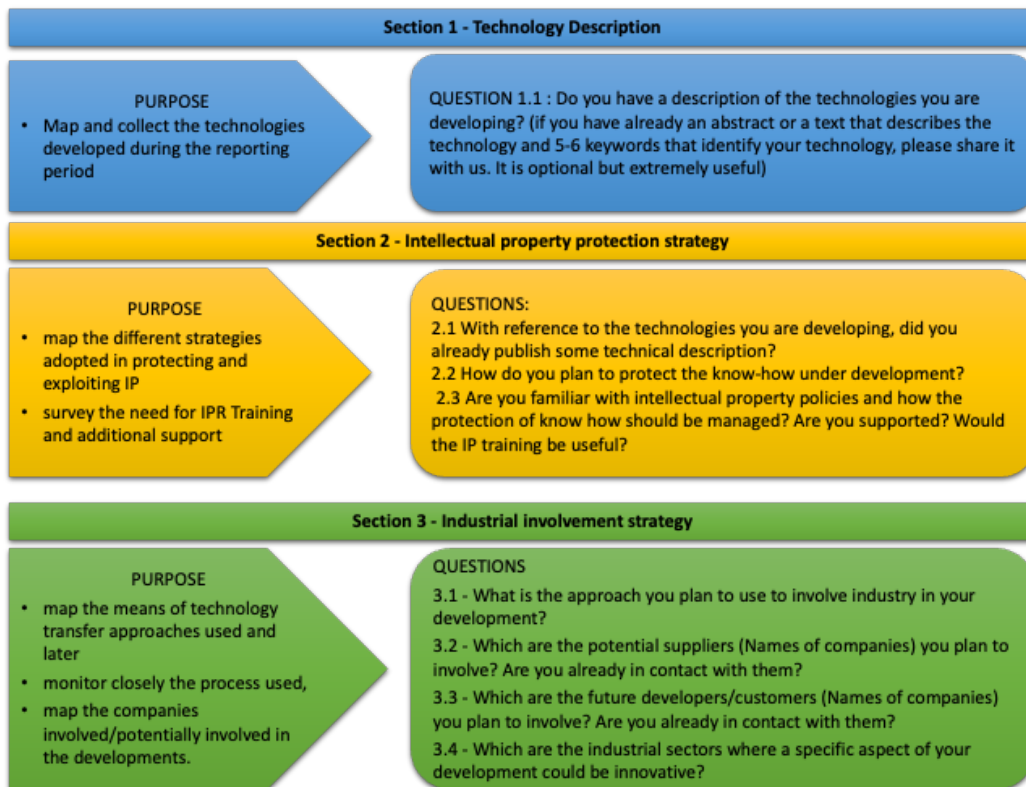 Section 1 - Technology Description
PURPOSE
• Map and collect the technologies
developed during the reporting
period
QUESTION 1.1 : Do you have a description of the technologies you are
developing? (if you have already an abstract or a text that describes the
technology and 5-6 keywords that identify your technology, please share it
with us. It is optional but extremely useful)
Section 2 - Intellectual property protection strategy
PURPOSE
• map the different strategies
adopted in protecting and
exploiting IP
• survey the need for IPR Training
and additional support
QUESTIONS:
2.1 With reference to the technologies you are developing, did you
already publish some technical description?
2.2 How do you plan to protect the know-how under development?
2.3 Are you familiar with intellectual property policies and how the
protection of know how should be managed? Are you supported? Would
the IP training be useful?
Section 3 - Industrial involvement strategy
PURPOSE
• map the means of technology
transfer approaches used and
later
• monitor closely the process used,
• map the companies
involved/potentially involved in
the developments.
QUESTIONS
3.1 - What is the approach you plan to use to involve industry in your
development?
3.2 - Which are the potential suppliers (Names of companies) you plan to
involve? Are you already in contact with them?
3.3 - Which are the future developers/customers (Names of companies)
you plan to involve? Are you already in contact with them?
3.4 - Which are the industrial sectors where a specific aspect of your
development could be innovative?